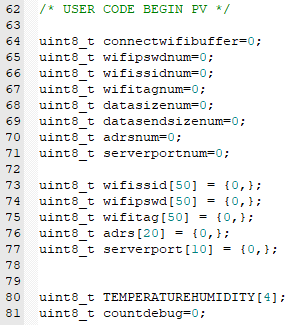 62 /* USER CODE BEGIN PV */
63
64 uint8_t connectwifibuffer=0;
65 uint8_t wifipswdnum=0;
66 uint8_t wifissidnum=0;
67 uint8_t wifitagnum=0;
68 uint8_t datasizenum=0;
69 uint8_t datasendsizenum=0;
70 uint8_t adrsnum=0;
71 uint8_t serverportnum=0;
72
73 uint8_t wifissid[50] = {0,};
74 uint8_t wifipswd[50] = {0,};
75 uint8_t wifitag[50] = {0,};
76 uint8_t adrs[20] = {0,};
77 uint8_t serverport[10] = {0,};
78
79
80 uint8_t TEMPERATUREHUMIDITY[4];
81 uint8_t countdebug=0;